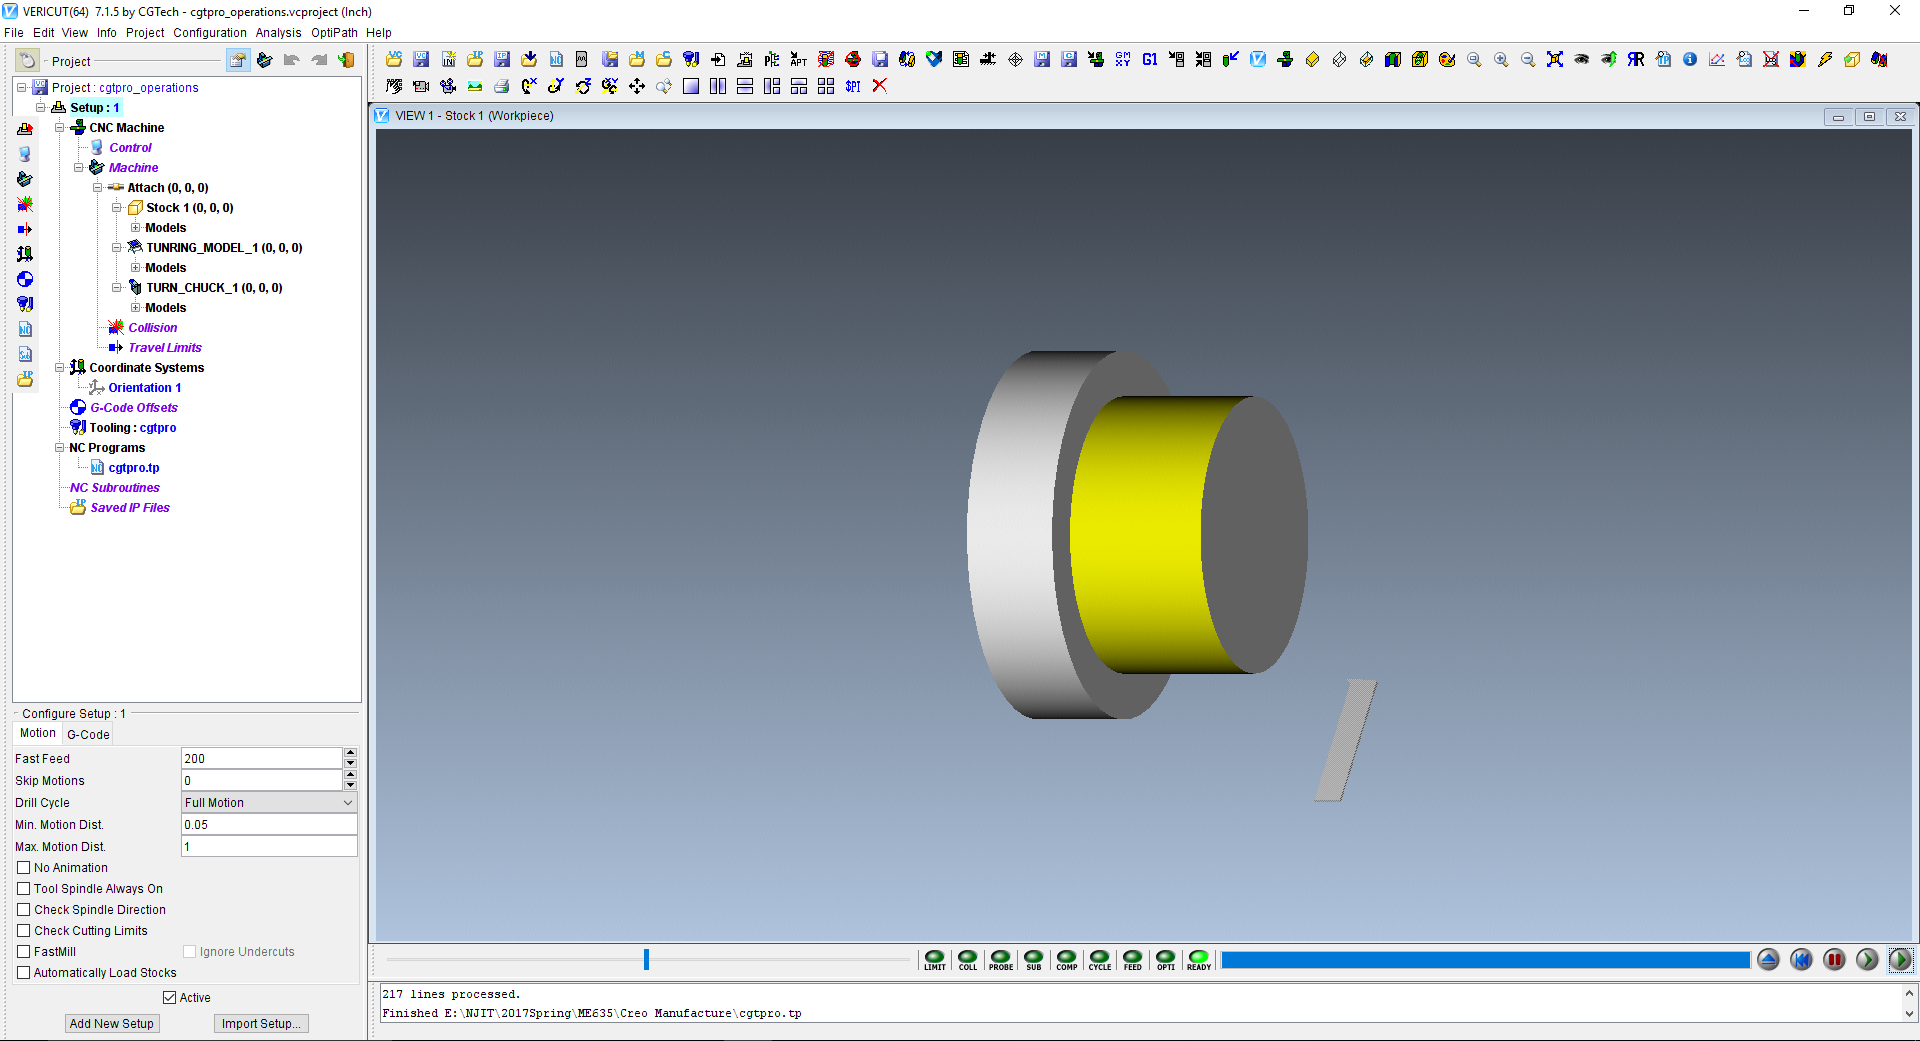 VERICUT(64)  7.1.5 by CGTech - cgtpro_operations.vcproject (Inch)
File Edit View Info Project Configuration Analysis OptiPath Help
Project
Project : cgtpro_operations
Setup : 1
CNC Machine
Control
Machine
Attach (0, 0, 0)
Stock 1 (0, 0, 0)
Models
TUNRING_MODEL_1 (0, 0, 0)
Models
TURN_CHUCK_1 (0, 0, 0)
Models
Collision
Travel Limits
Coordinate Systems
Orientation 1
G-Code Offsets
Tooling : cgtpro
NC Programs
cgtpro.tp
NC Subroutines
Saved IP Files
Configure Setup : 1
Motion G-Code
Fast Feed 200
Skip Motions 0
Drill Cycle Full Motion
Min. Motion Dist. 0.05
Max. Motion Dist. 1
No Animation
Tool Spindle Always On
Check Spindle Direction
Check Cutting Limits
FastMill Ignore Undercuts
Automatically Load Stocks
Active
Add New Setup Import Setup...
VIEW 1 - Stock 1 (Workpiece)
LIMIT COLL PROBE SUB COMP CYCLE FEED OPTI READY
217 lines processed.
Finished E:\NJIT\2017Spring\ME635\Creo Manufacture\cgtpro.tp